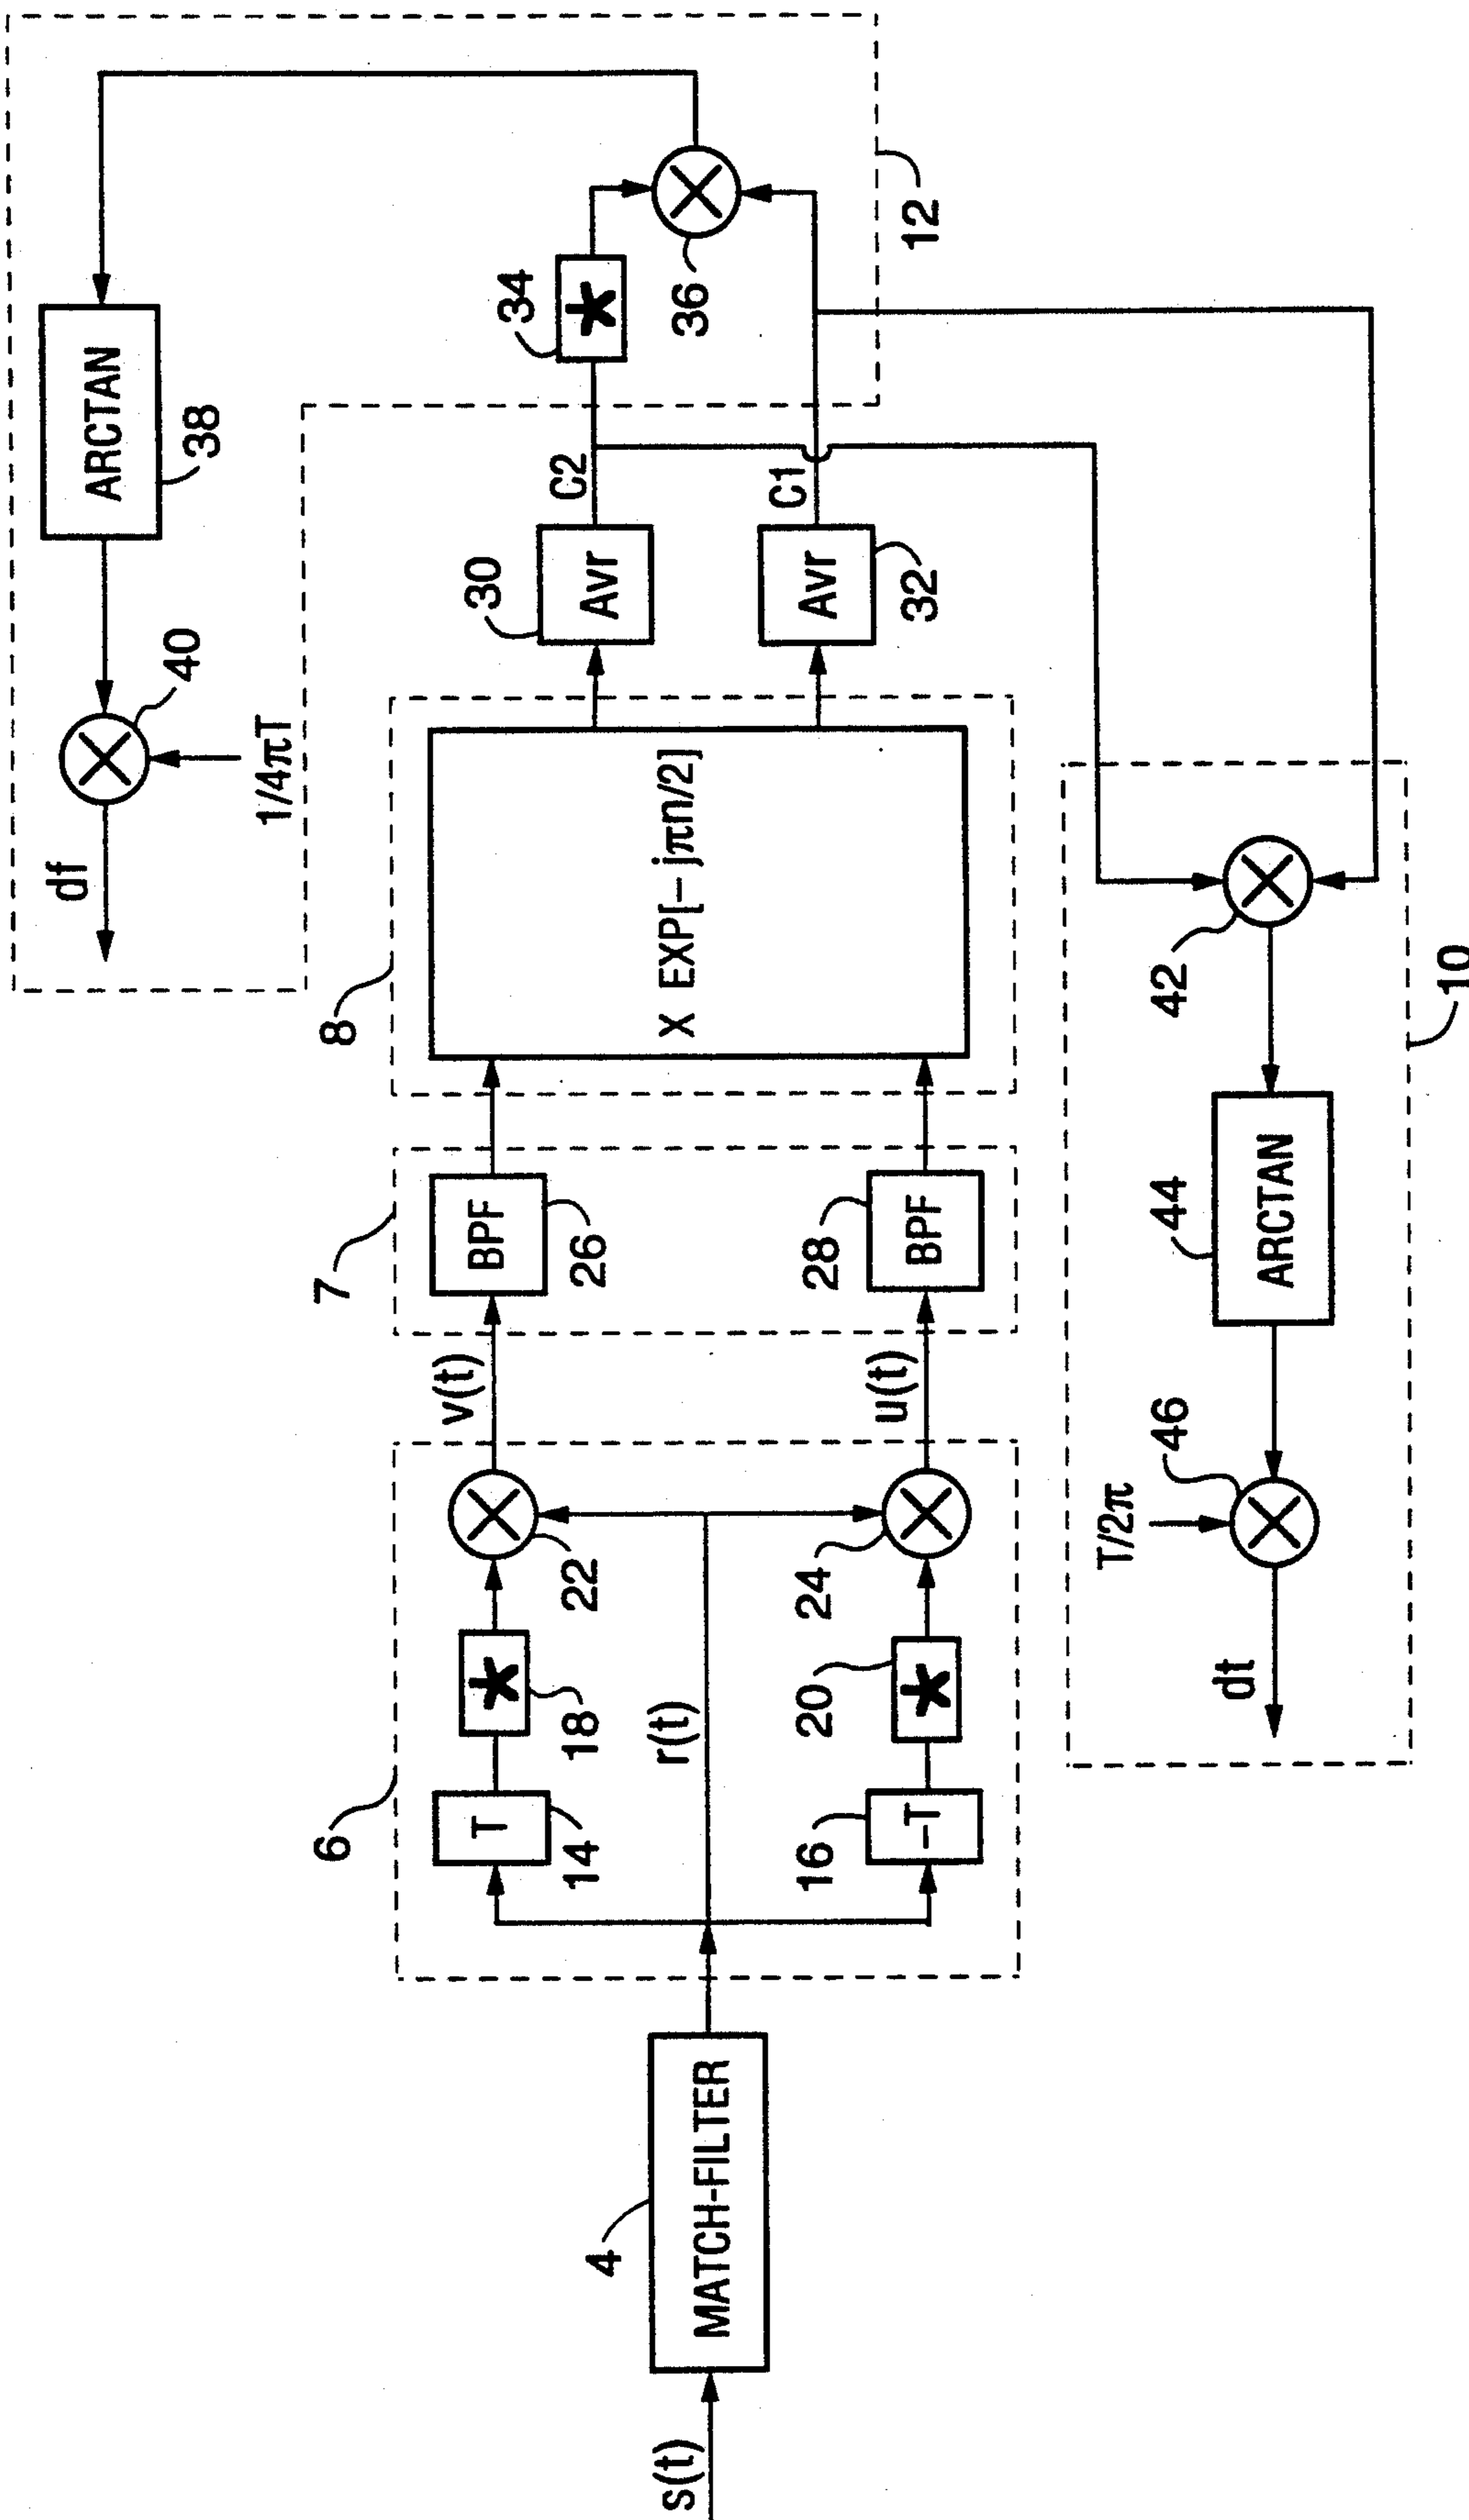 s(t)
MATCH-FILTER
4
6
T
14
*
18
22
r(t)
-T
16
*
20
24
v(t)
u(t)
7
BPF
26
BPF
28
8
X EXP[-jπn/2]
Avr
30
Avr
32
C2
C1
*
34
36
12
ARCTAN
38
40
1/4πT
df
42
10
ARCTAN
44
46
T/2π
dt